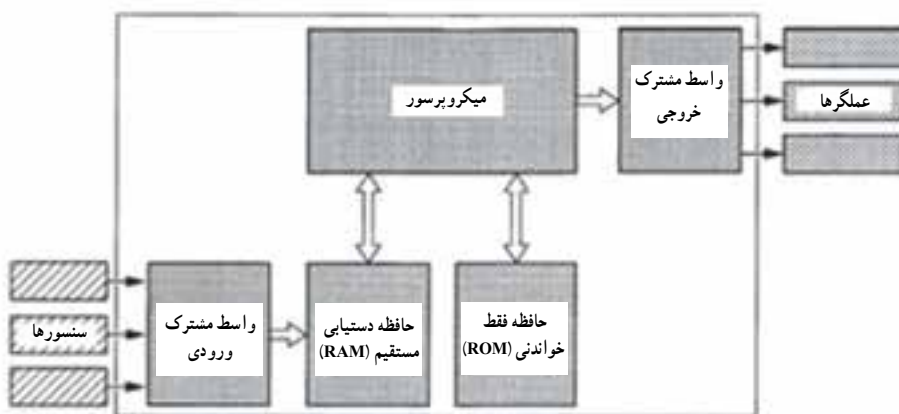 میکروپرسور
واسط مشترک
خروجی
عملگرها
سنسورها
واسط مشترک
ورودی
حافظه دستیابی
مستقیم (RAM)
حافظه فقط
خواندنی (ROM)